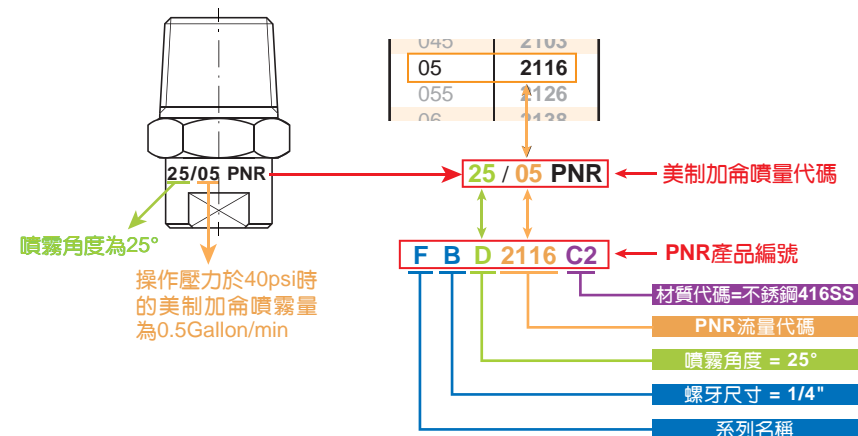 045 2103
05 2116
055 2126
06 2138
25/05 PNR
25 / 05 PNR
美制加侖噴量代碼
噴霧角度為25°
操作壓力於40psi時
的美制加侖噴霧量
為0.5Gallon/min
F B D 2116 C2
PNR產品編號
材質代碼=不銹鋼416SS
PNR流量代碼
噴霧角度 = 25°
螺牙尺寸 = 1/4"
系列名稱